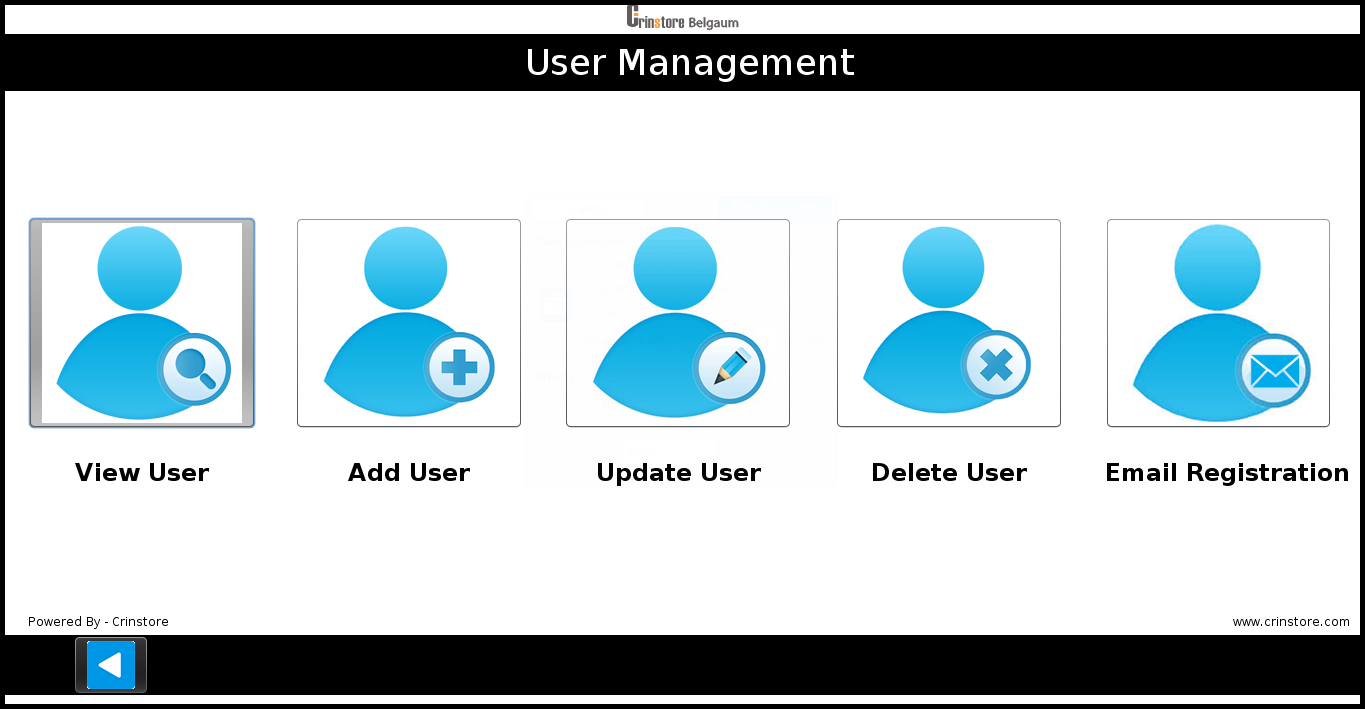 Crinstore Belgaum
User Management
View User
Add User
Update User
Delete User
Email Registration
Powered By - Crinstore
www.crinstore.com